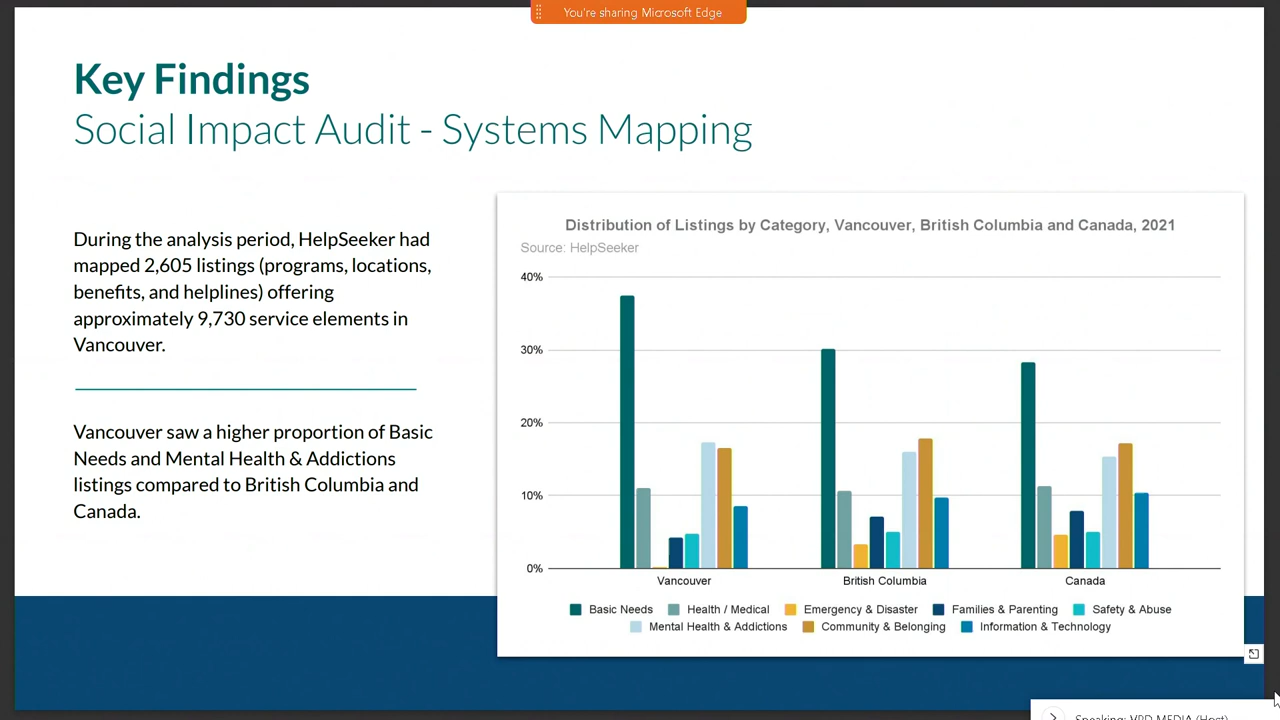 You're sharing Microsoft Edge
Key Findings
Social Impact Audit - Systems Mapping
During the analysis period, HelpSeeker had
mapped 2,605 listings (programs, locations,
benefits, and helplines) offering
approximately 9,730 service elements in
Vancouver.
Vancouver saw a higher proportion of Basic
Needs and Mental Health & Addictions
listings compared to British Columbia and
Canada.
Distribution of Listings by Category, Vancouver, British Columbia and Canada, 2021
Source: HelpSeeker
40%
30%
20%
10%
0%
Vancouver British Columbia Canada
Basic Needs Health / Medical Emergency & Disaster Families & Parenting Safety & Abuse
Mental Health & Addictions Community & Belonging Information & Technology
Speaking: VPD MEDIA (Host)